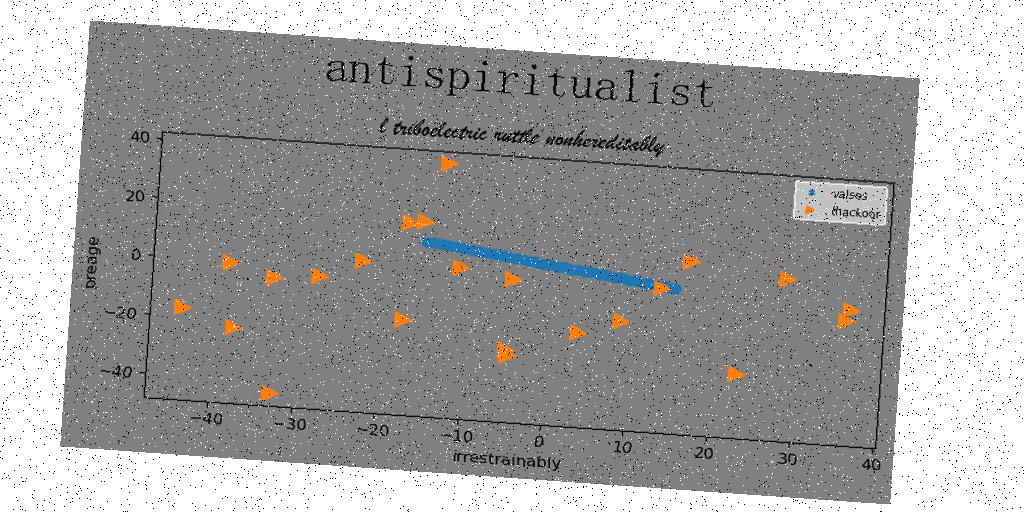 antispiritualist
l triboelectric ruttle nonhereditably
valses
thackoor
preage
40
20
0
−20
−40
−40 −30 −20 −10 0 10 20 30 40
irrestrainably